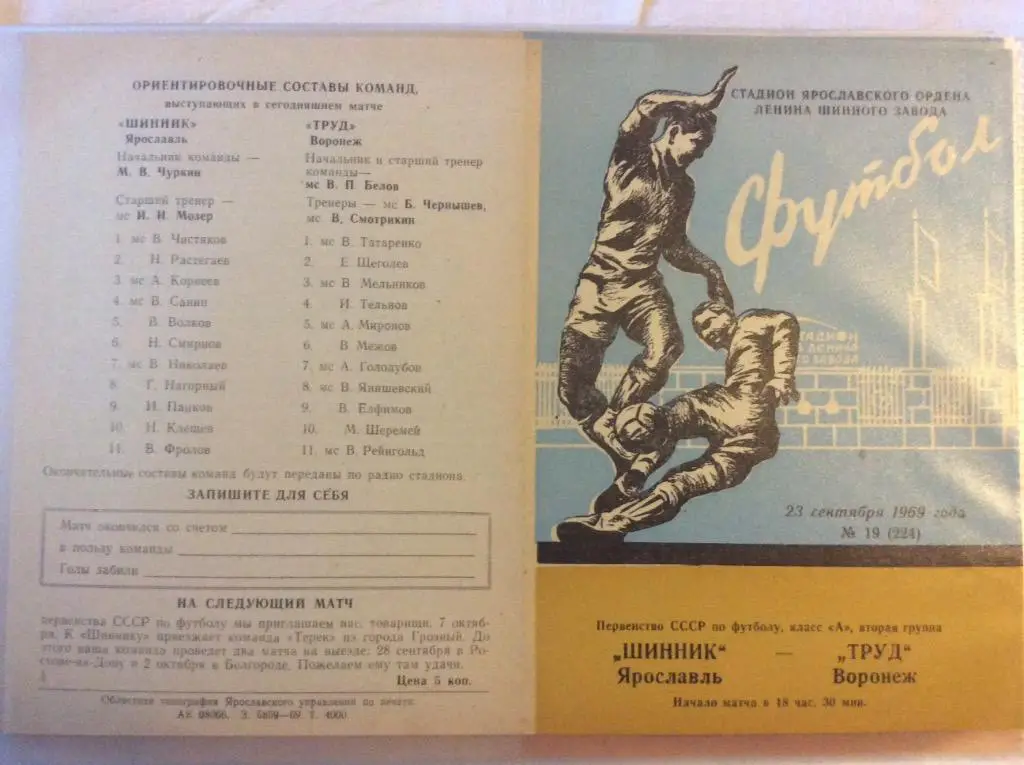 ОРИЕНТИРОВОЧНЫЕ СОСТАВЫ КОМАНД,
выступающих в сегодняшнем матче
«ШИННИК»
Ярославль
Начальник команды —
М. В. Чуркин
Старший тренер —
мс И. И. Мозер
1. мс В. Чистяков
2. Н. Растегаев
3. мс А. Корнеев
4. мс В. Санин
5. В. Волков
6. Н. Смирнов
7. мс В. Николаев
8. Г. Нагорный
9. И. Панков
10. Н. Клещев
11. В. Фролов
«ТРУД»
Воронеж
Начальник и старший тренер
команды—
мс В. П. Белов
Тренеры — мс Б. Чернышев,
мс В. Смотрикин
1. мс В. Татаренко
2. Е. Щеголев
3. мс В Мельников
4. И. Тельнов
5. мс А. Миронов
6. В Межов
7 мс А. Голодубов
8. мс В. Янишевский
9. В. Елфимов
10. М. Шеремей
11. мс В. Рейнгольд
Окончательные составы команд будут переданы по радио стадиона.
ЗАПИШИТЕ ДЛЯ СЕБЯ
Матч окончился со счетом
в пользу команды
Голы забили
НА СЛЕДУЮЩИЙ МАТЧ
первенства СССР по футболу мы приглашаем вас, товарищи, 7 октяб-
ря. К «Шиннику» приезжает команда «Терек» из города Грозный. До
этого наша команда проведет два матча на выезде: 28 сентября в Ро-
стове-на-Дону и 2 октября в Белгороде. Пожелаем ему там удачи.
Цена 5 коп.
Областная типография Ярославского управления по печати.
АК 08066. З. 5859—69. Т. 4000
СТАДИОН ЯРОСЛАВСКОГО ОРДЕНА
ЛЕНИНА ШИННОГО ЗАВОДА
Футбол
СТАДИОН
ЗАВОДА
23 сентября 1969 года
№ 19 (224)
Первенство СССР по футболу, класс «А», вторая группа
„ШИННИК" — „ТРУД"
Ярославль Воронеж
Начало матча в 18 час. 30 мин.